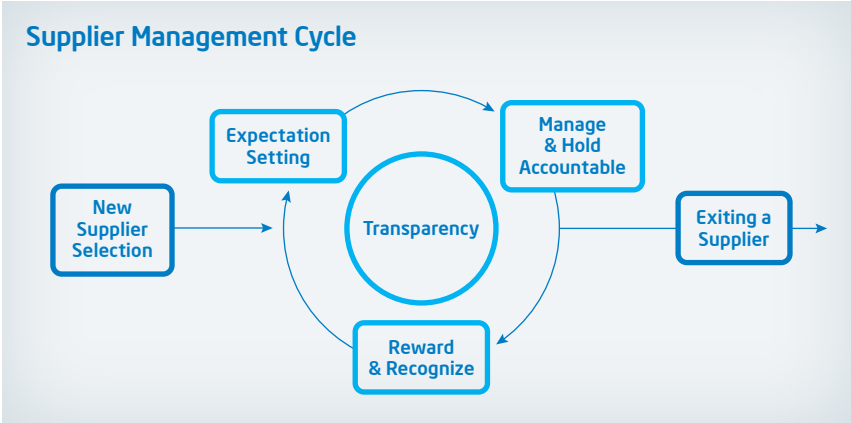 Supplier Management Cycle
Expectation
Setting
Manage
& Hold
Accountable
New
Supplier
Selection
Transparency
Exiting a
Supplier
Reward
& Recognize